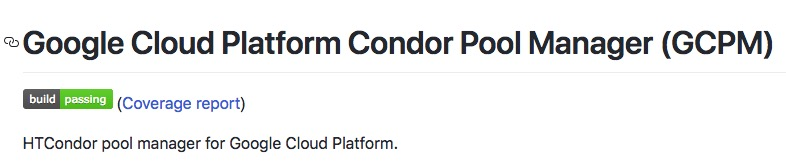 Google Cloud Platform Condor Pool Manager (GCPM)
build passing (Coverage report)
HTCondor pool manager for Google Cloud Platform.